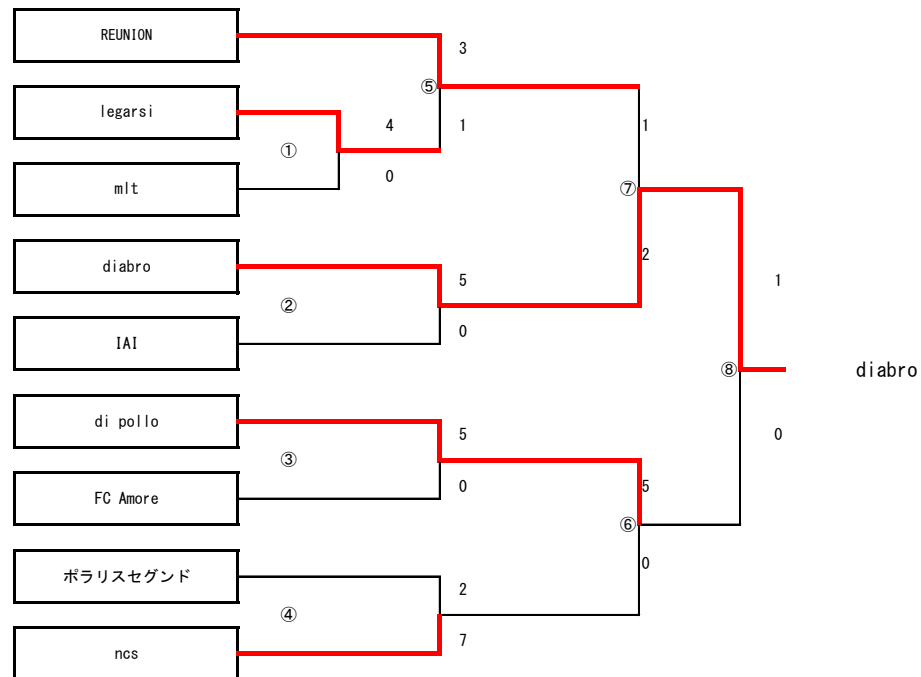 REUNION
3
⑤
legarsi
4
1
1
①
0
mlt
⑦
diabro
2
5
1
②
0
IAI
⑧
diabro
di pollo
5
0
③
0
5
FC Amore
⑥
0
ポラリスセグンド
2
④
7
ncs